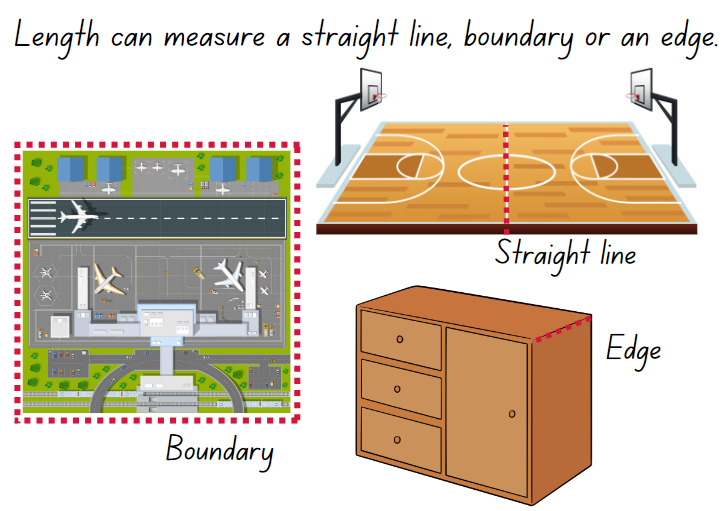 Length can measure a straight line, boundary or an edge.
Straight line
Edge
Boundary